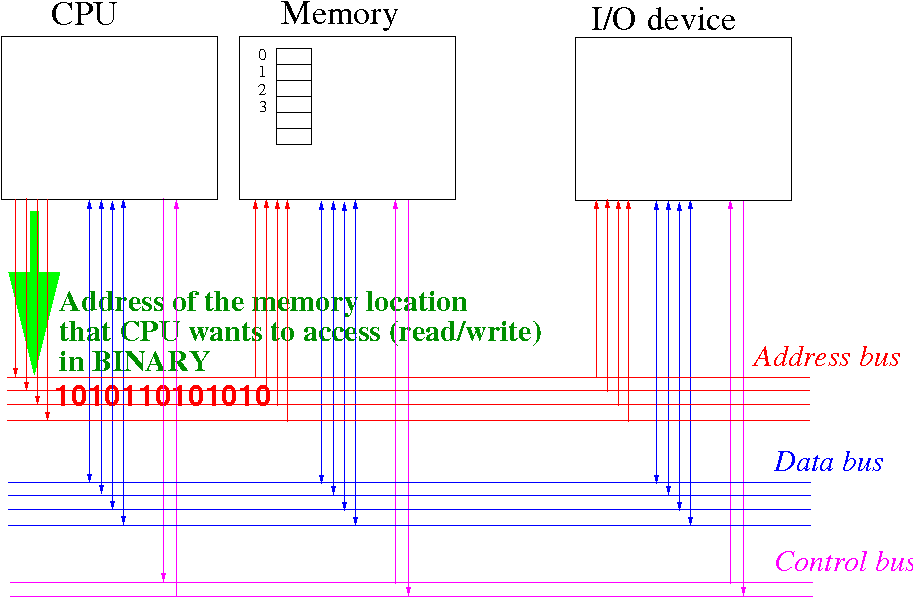 CPU
Memory
I/O device
0
1
2
3
Address of the memory location
that CPU wants to access (read/write)
in BINARY
1010110101010
Address bus
Data bus
Control bus